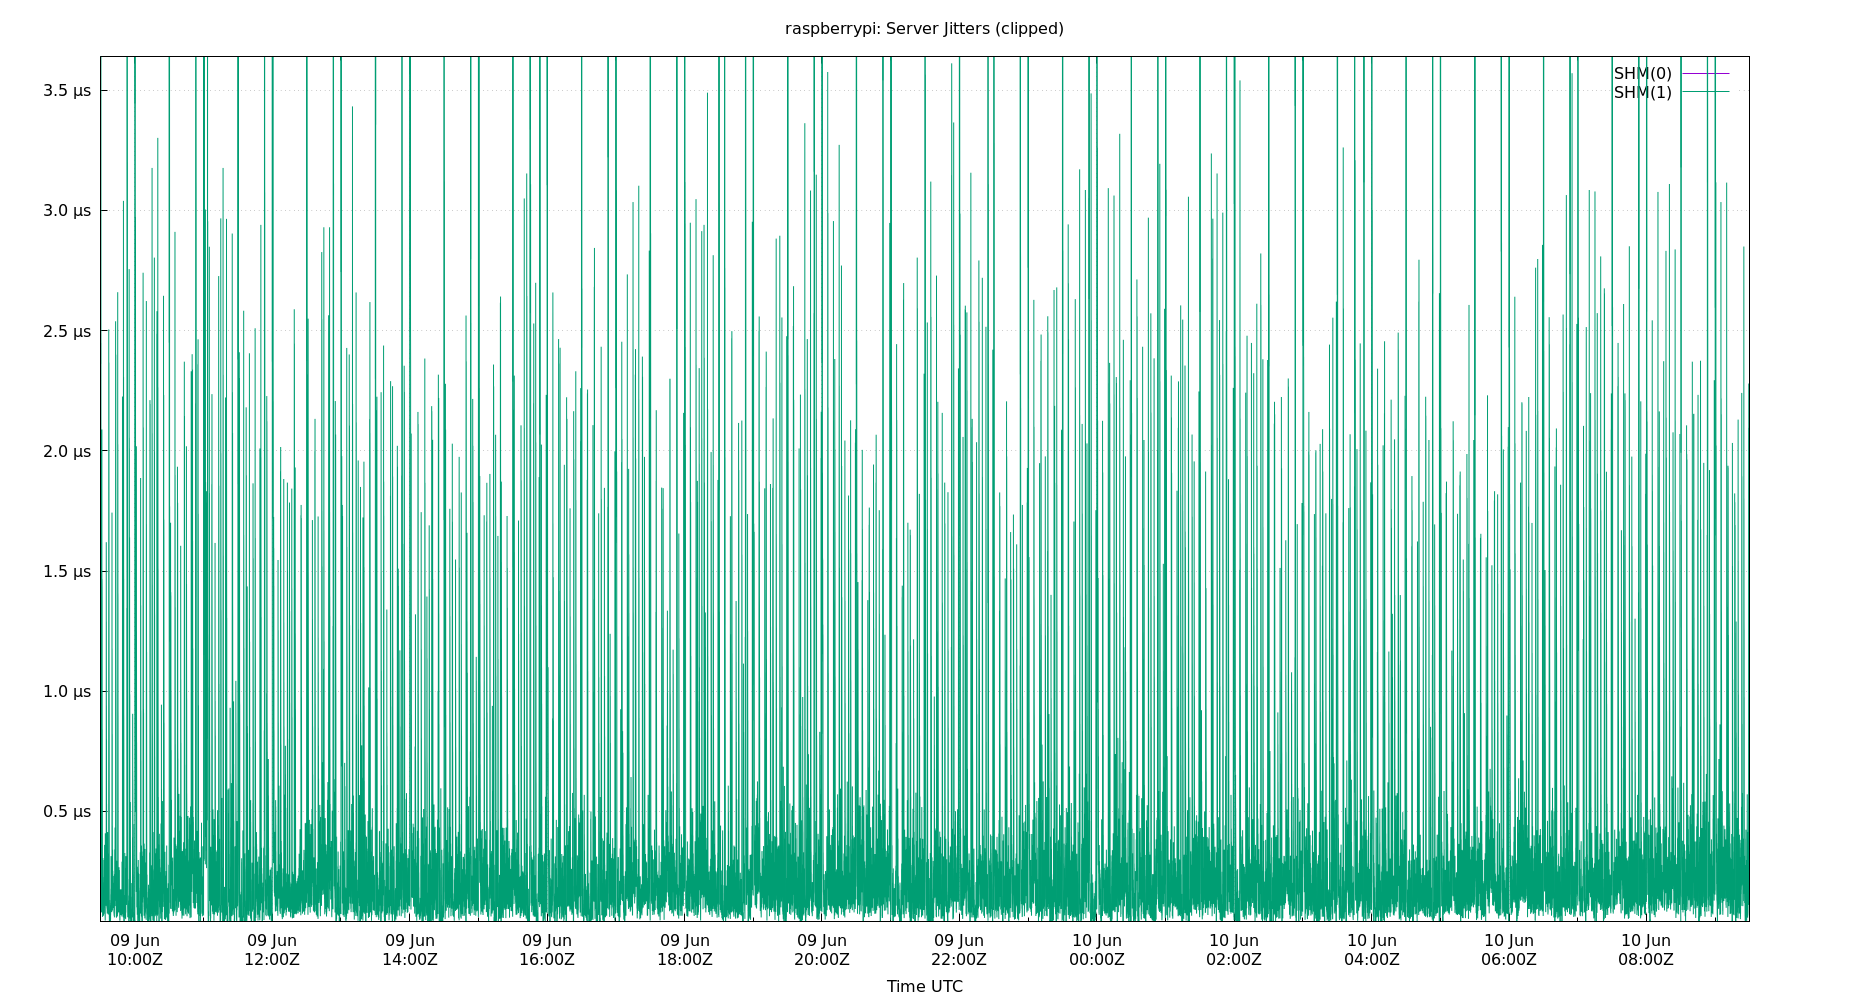 raspberrypi: Server Jitters (clipped)
SHM(0)
SHM(1)
3.5 µs
3.0 µs
2.5 µs
2.0 µs
1.5 µs
1.0 µs
0.5 µs
09 Jun 09 Jun 09 Jun 09 Jun 09 Jun 09 Jun 09 Jun 10 Jun 10 Jun 10 Jun 10 Jun 10 Jun
10:00Z 12:00Z 14:00Z 16:00Z 18:00Z 20:00Z 22:00Z 00:00Z 02:00Z 04:00Z 06:00Z 08:00Z
Time UTC